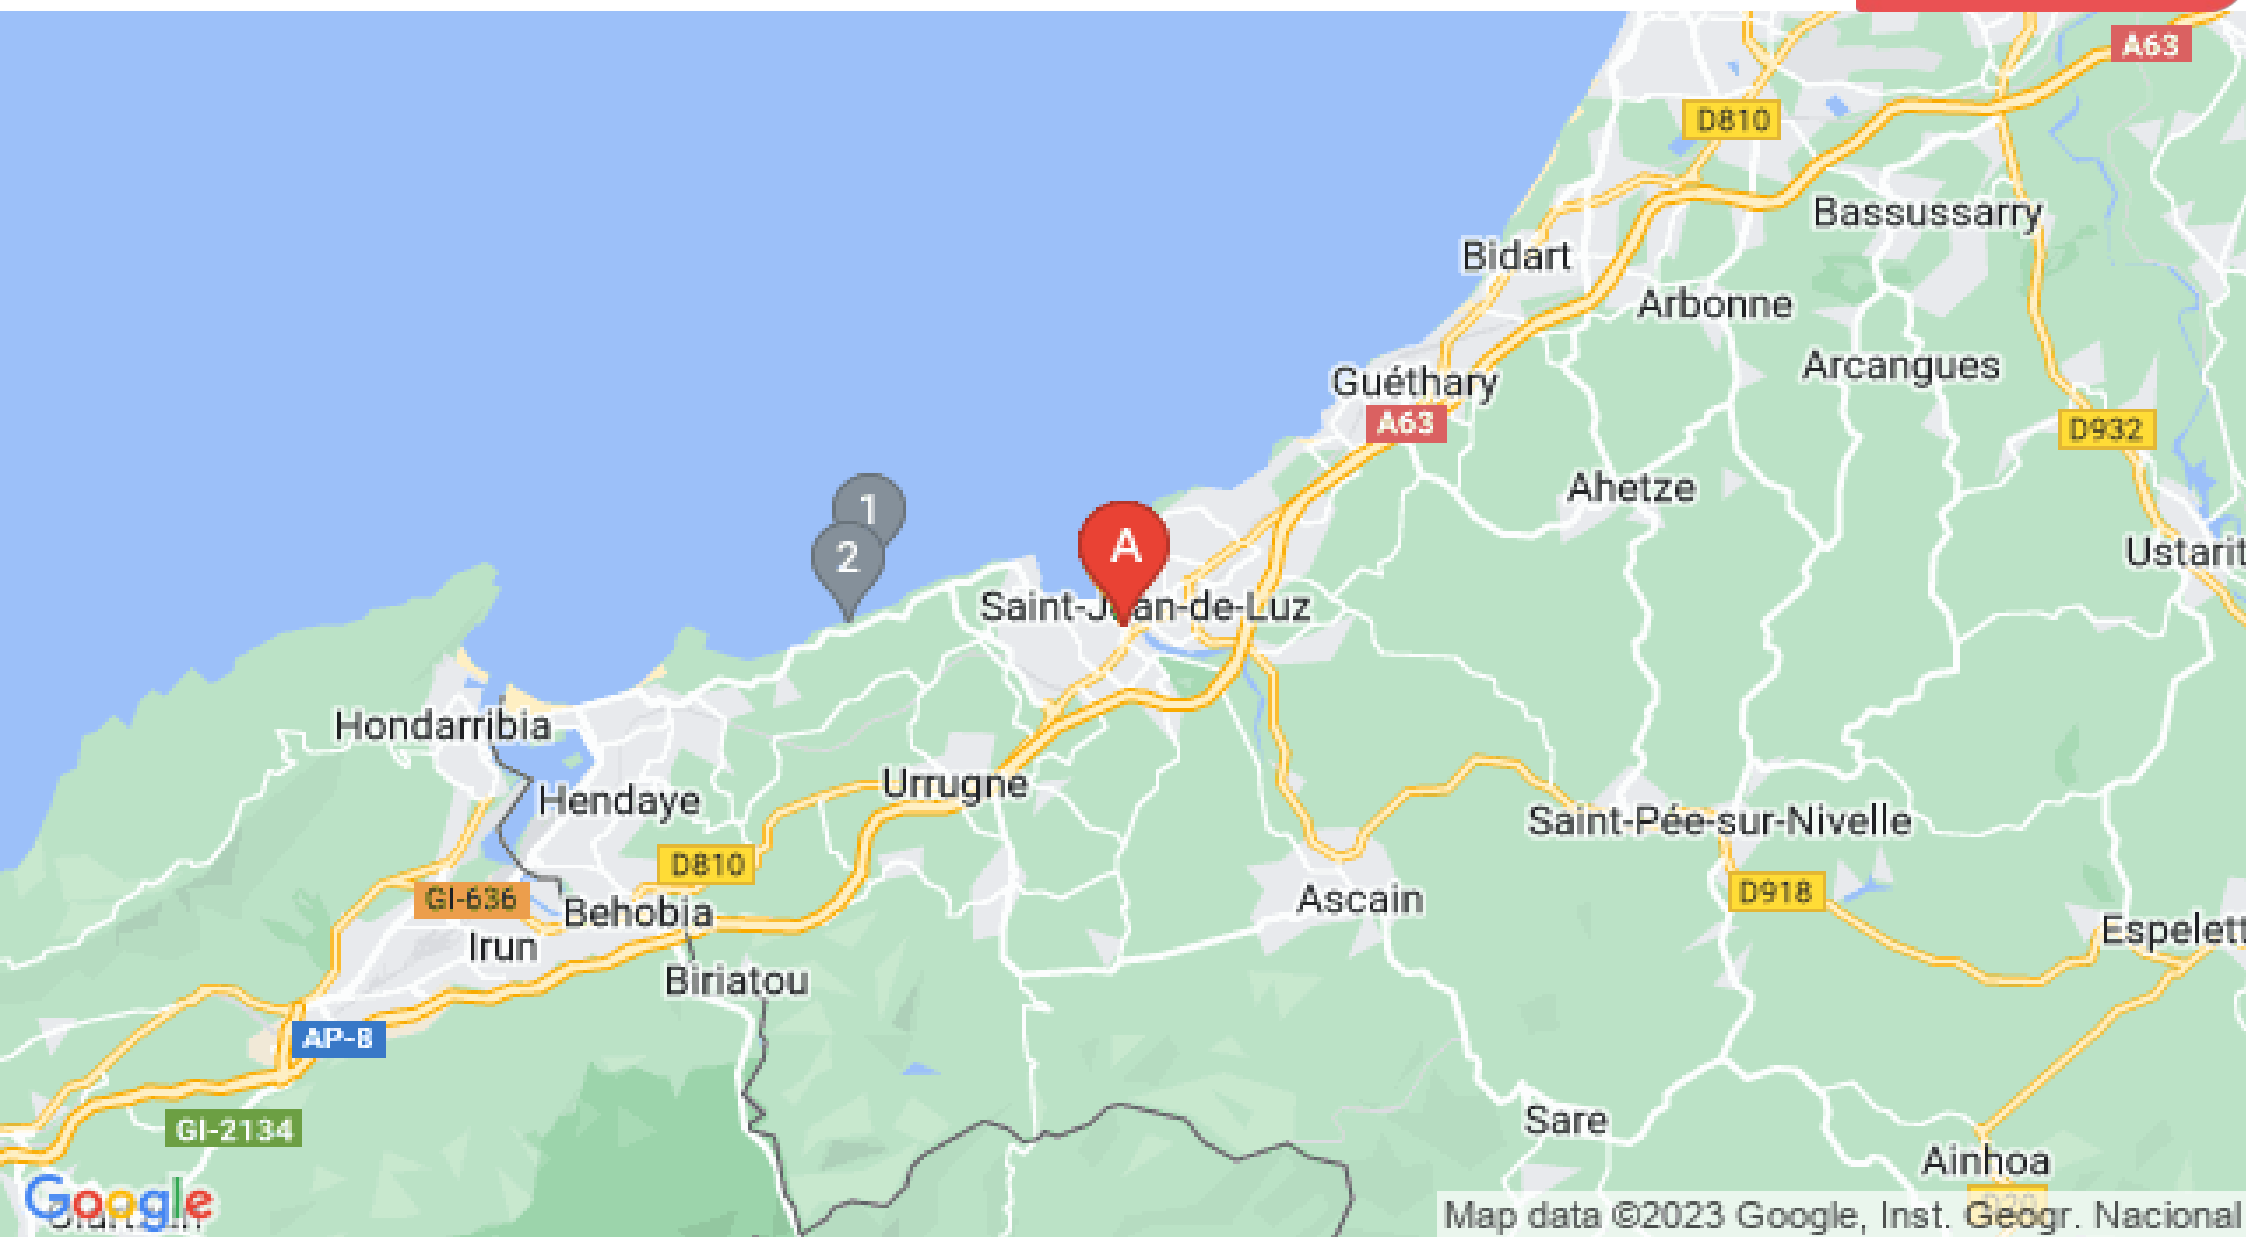 A63
D810
Bassussarry
Bidart
Arbonne
Arcangues
Guéthary
A63
D932
Ahetze
1
2
A
Ustarit
Saint-Jean-de-Luz
Hondarribia
Urrugne
Hendaye
Saint-Pée-sur-Nivelle
D810
D918
GI-636
Ascain
Behobia
Espelett
Irun
Biriatou
AP-8
Sare
GI-2134
Ainhoa
Google
Map data ©2023 Google, Inst. Geogr. Nacional